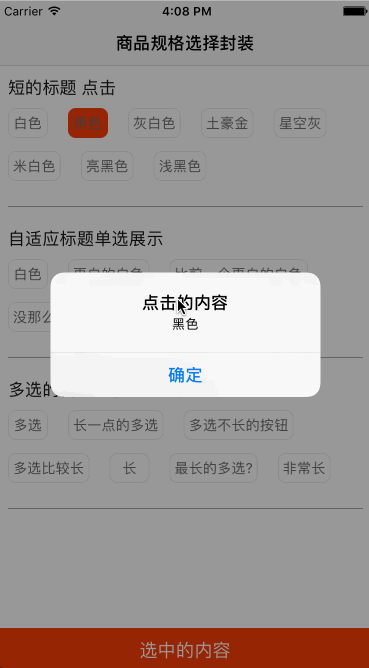 Carrier 4:08 PM
商品规格选择封装
短的标题 点击
白色 灰白色 土豪金 星空灰
米白色 亮黑色 浅黑色
自适应标题单选展示
白色
没那么
点击的内容
黑色
确定
多选的
多选 长一点的多选 多选不长的按钮
多选比较长 长 最长的多选? 非常长
选中的内容